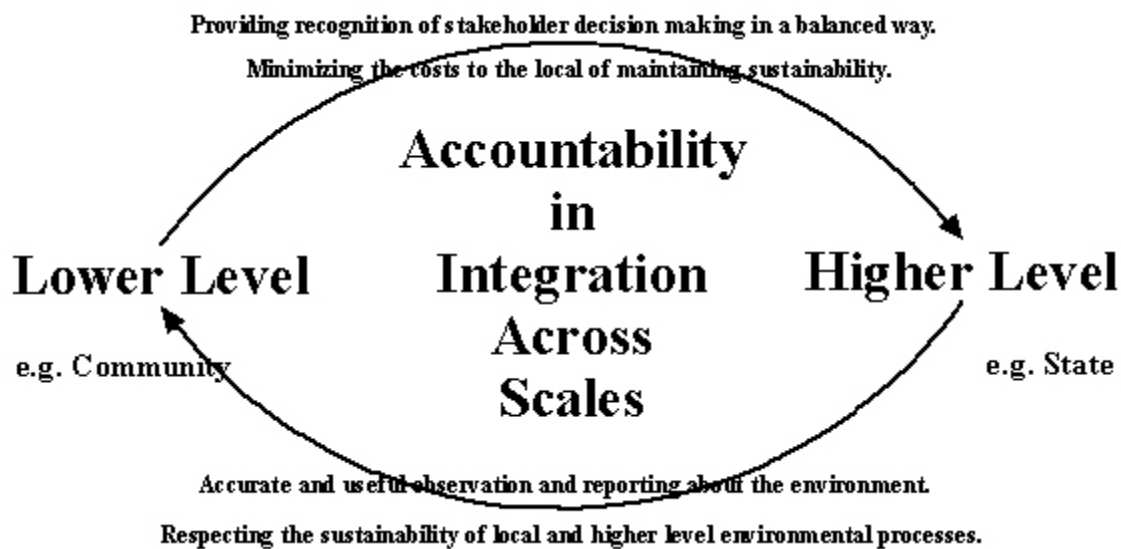 Providing recognition of stakeholder decision making in a balanced way.
Minimizing the costs to the local of maintaining sustainability.
Accountability
in
Integration
Across
Scales
Lower Level
e.g. Community
Higher Level
e.g. State
Accurate and useful observation and reporting about the environment.
Respecting the sustainability of local and higher level environmental processes.